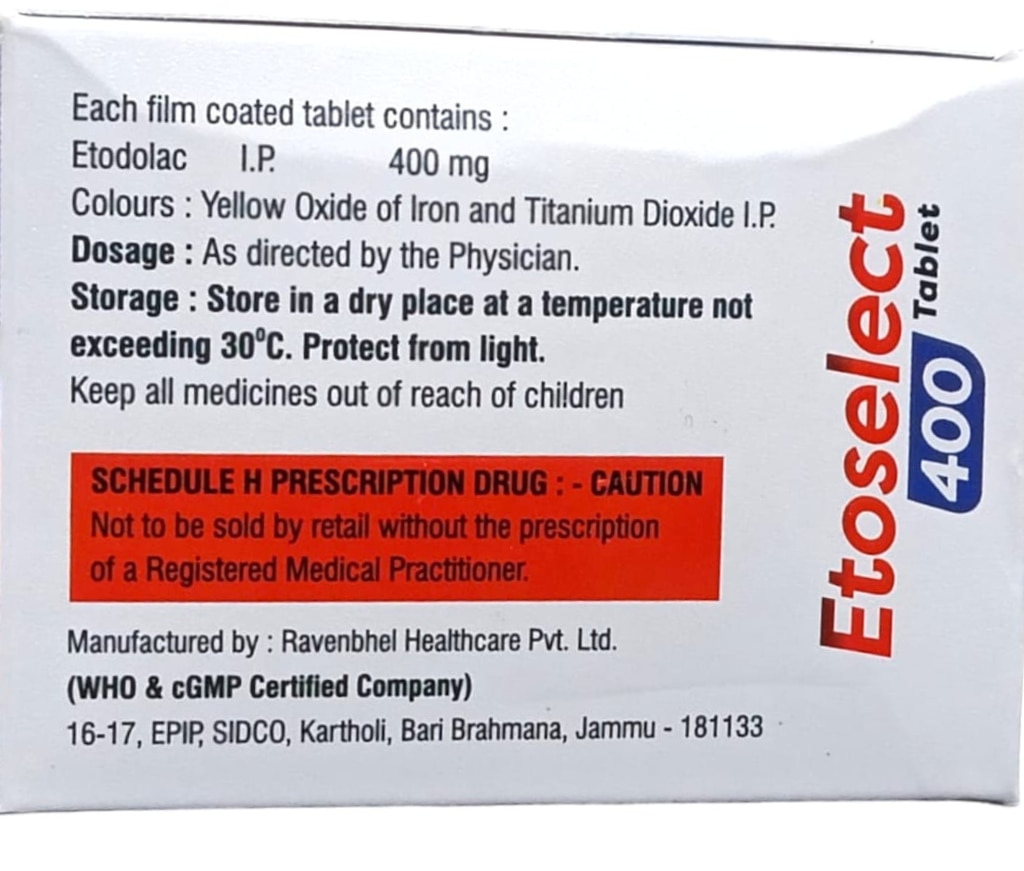 Each film coated tablet contains :
Etodolac I.P. 400 mg
Colours : Yellow Oxide of Iron and Titanium Dioxide I.P.
Dosage : As directed by the Physician.
Storage : Store in a dry place at a temperature not
exceeding 30⁰C. Protect from light.
Keep all medicines out of reach of children
SCHEDULE H PRESCRIPTION DRUG : - CAUTION
Not to be sold by retail without the prescription
of a Registered Medical Practitioner.
Manufactured by : Ravenbhel Healthcare Pvt. Ltd.
(WHO & cGMP Certified Company)
16-17, EPIP, SIDCO, Kartholi, Bari Brahmana, Jammu - 181133
Etoselect
400 Tablet